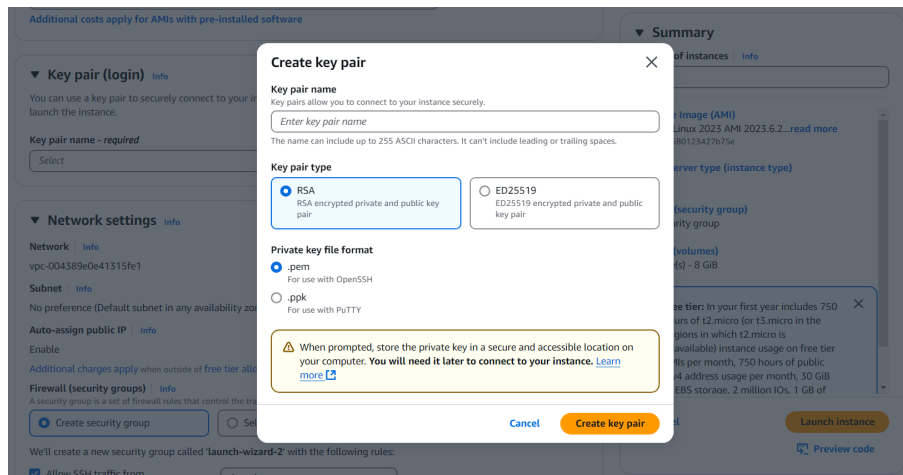 Additional costs apply for AMIs with pre-installed software
Key pair (login) Info
You can use a key pair to securely connect to your
launch the instance.
Key pair name - required
Select
Network settings Info
Network Info
vpc-004389e0e41315fe1
Subnet Info
No preference (Default subnet in any availability
Auto-assign public IP Info
Enable
Additional charges apply when outside of free tier
Firewall (security groups) Info
A security group is a set of firewall rules that control the
Create security group
We'll create a new security group called 'launch-wizard-2' with the following rules:
Allow SSH traffic from
Create key pair
Key pair name
Key pairs allow you to connect to your instance securely.
Enter key pair name
The name can include up to 255 ASCII characters. It can't include leading or trailing spaces.
Key pair type
RSA
RSA encrypted private and public key
pair
ED25519
ED25519 encrypted private and public
key pair
Private key file format
.pem
For use with OpenSSH
.ppk
For use with PuTTY
When prompted, store the private key in a secure and accessible location on
your computer. You will need it later to connect to your instance. Learn
more
Cancel
Create key pair
Summary
of instances Info
Image (AMI)
Linux 2023 AMI 2023.6.2...read more
server type (instance type)
(security group)
group
(volumes)
- 8 GiB
tier: In your first year includes 750
of t2.micro (or t3.micro in the
in which t2.micro is
instance usage on free tier
per month, 750 hours of public
address usage per month, 30 GiB
EBS storage, 2 million IOs, 1 GB of
Launch instance
Preview code